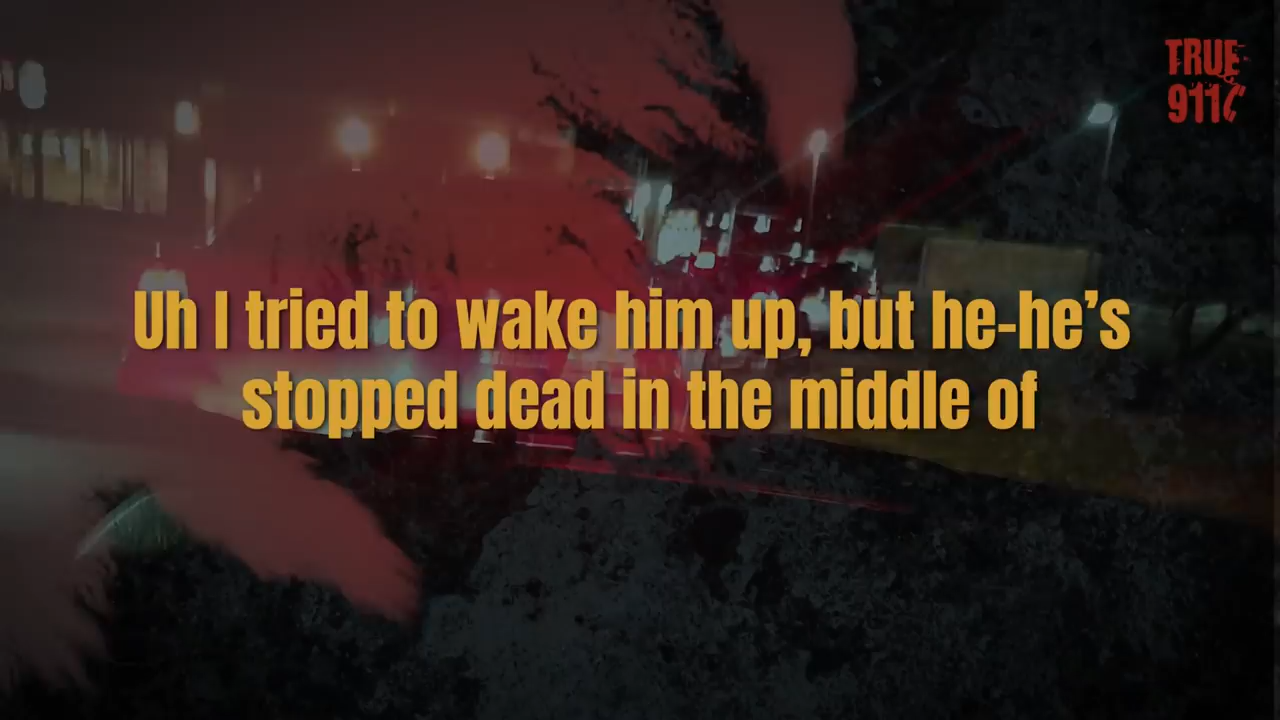 TRUE
911
Uh I tried to wake him up, but he-he’s
stopped dead in the middle of